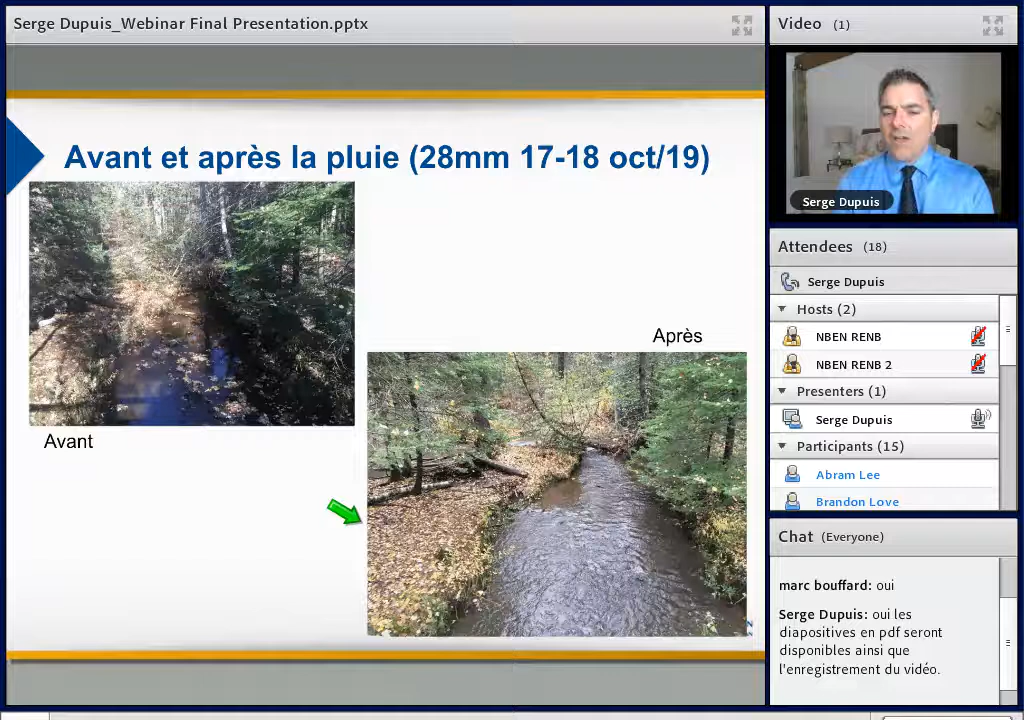 Serge Dupuis_Webinar Final Presentation.pptx
Avant et après la pluie (28mm 17-18 oct/19)
Avant
Après
Video (1)
Serge Dupuis
Attendees (18)
Serge Dupuis
Hosts (2)
NBEN RENB
NBEN RENB 2
Presenters (1)
Serge Dupuis
Participants (15)
Abram Lee
Brandon Love
Chat (Everyone)
marc bouffard: oui
Serge Dupuis: oui les
diapositives en pdf seront
disponibles ainsi que
l'enregistrement du vidéo.